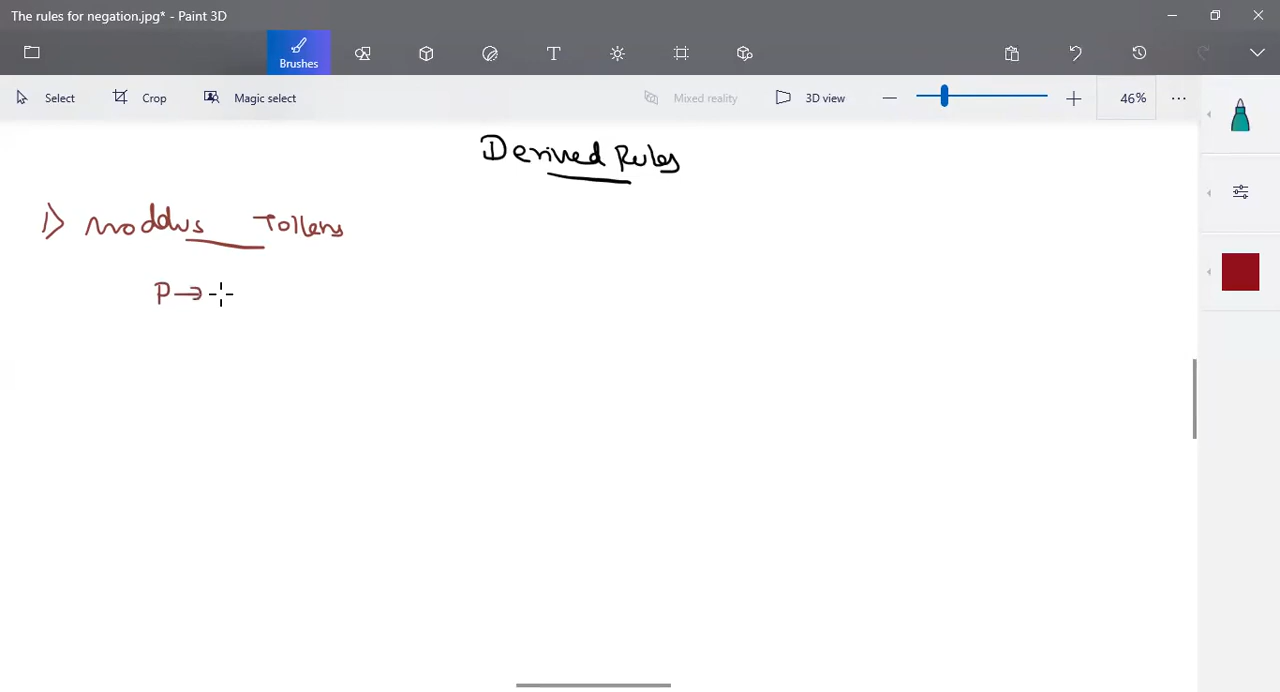 The rules for negation.jpg* - Paint 3D
Brushes
Select Crop Magic select Mixed reality 3D view 46%
Derived Rules
1) Moddus Tollens
P →